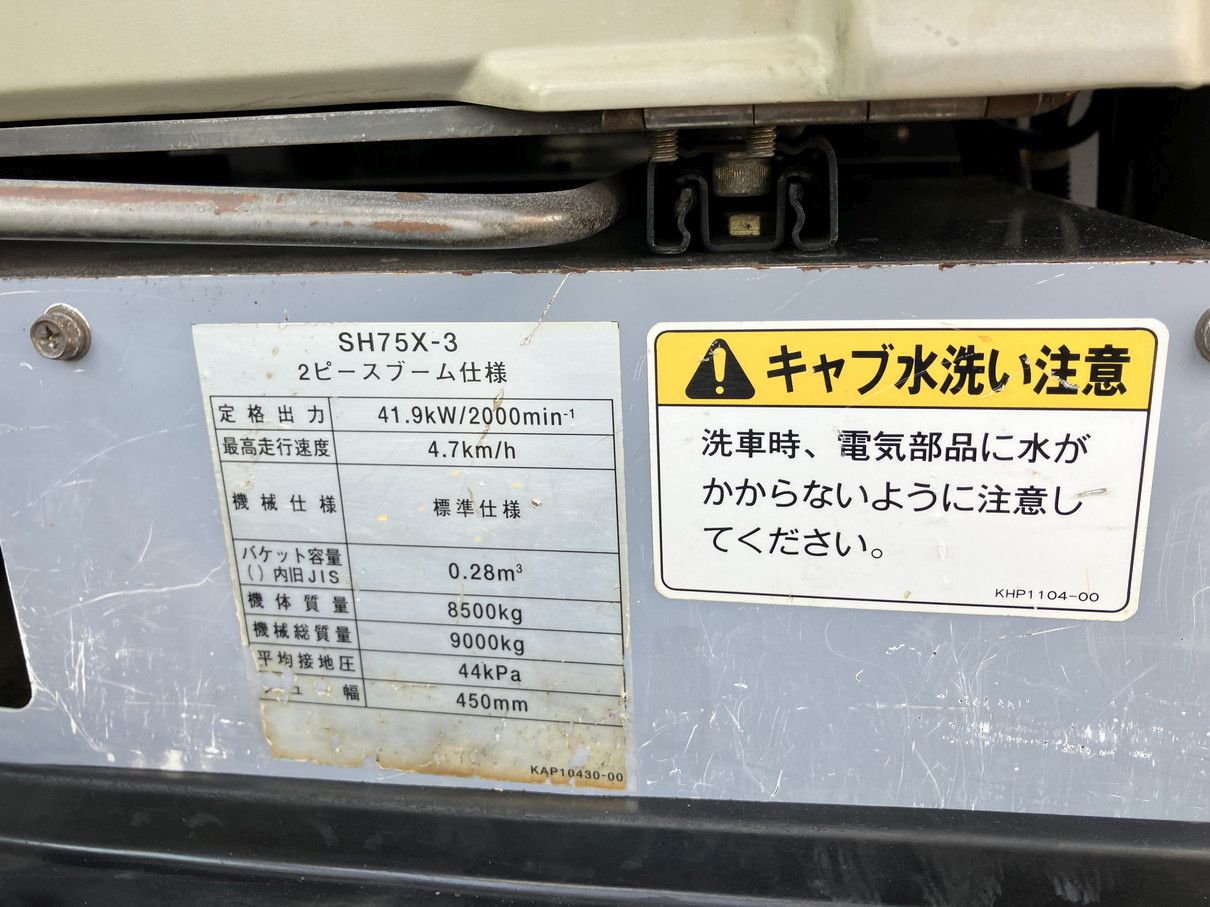 SH75X-3
2ピースブーム仕様
定格出力 41.9kW/2000min⁻¹
最高走行速度 4.7km/h
機械仕様 標準仕様
バケット容量
()内旧JIS 0.28m³
機体質量 8500kg
機械総質量 9000kg
平均接地圧 44kPa
幅 450mm
KAP10430-00
キャブ水洗い注意
洗車時、電気部品に水が
かからないように注意し
てください。
KHP1104-00